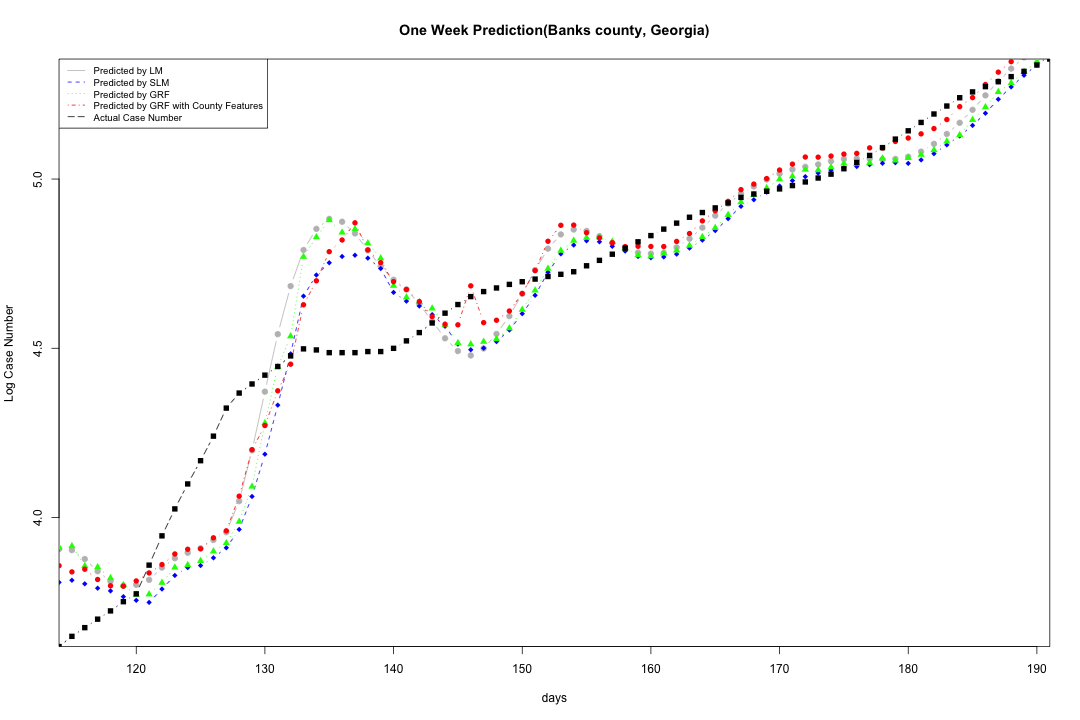 One Week Prediction(Banks county, Georgia)
Predicted by LM
Predicted by SLM
Predicted by GRF
Predicted by GRF with County Features
Actual Case Number
Log Case Number
5.0
4.5
4.0
120 130 140 150 160 170 180 190
days